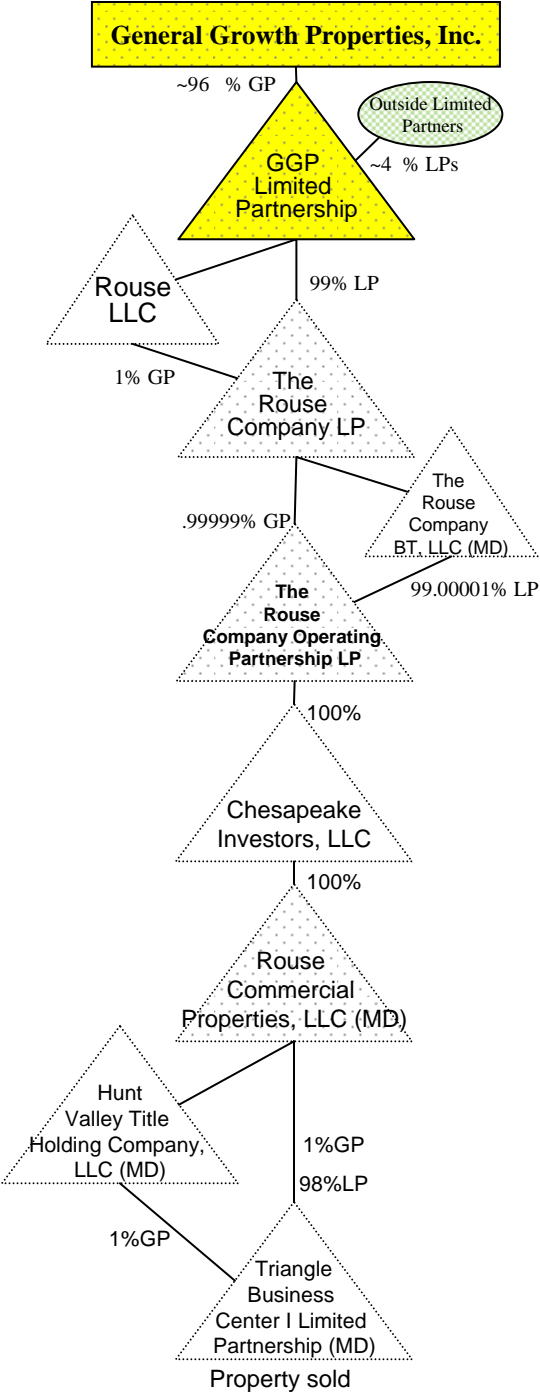 General Growth Properties, Inc.
~96 % GP
Outside Limited
Partners
~4 % LPs
GGP
Limited
Partnership
Rouse
LLC
99% LP
1% GP
The
Rouse
Company LP
The
Rouse
Company
BT, LLC (MD)
.99999% GP
99.00001% LP
The
Rouse
Company Operating
Partnership LP
100%
Chesapeake
Investors, LLC
100%
Rouse
Commercial
Properties, LLC (MD)
Hunt
Valley Title
Holding Company,
LLC (MD)
1%GP
98%LP
1%GP
Triangle
Business
Center I Limited
Partnership (MD)
Property sold